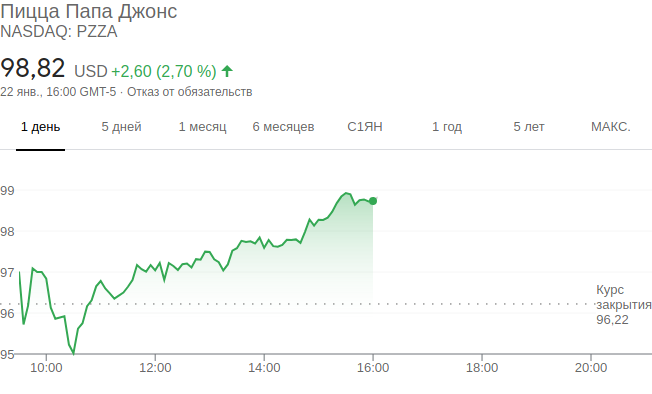 Пицца Папа Джонс
NASDAQ: PZZA
98,82 USD +2,60 (2,70 %)
22 янв., 16:00 GMT-5 · Отказ от обязательств
1 день 5 дней 1 месяц 6 месяцев С1ЯН 1 год 5 лет МАКС.
99
98
97
96
95
Курс
закрытия
96,22
10:00 12:00 14:00 16:00 18:00 20:00